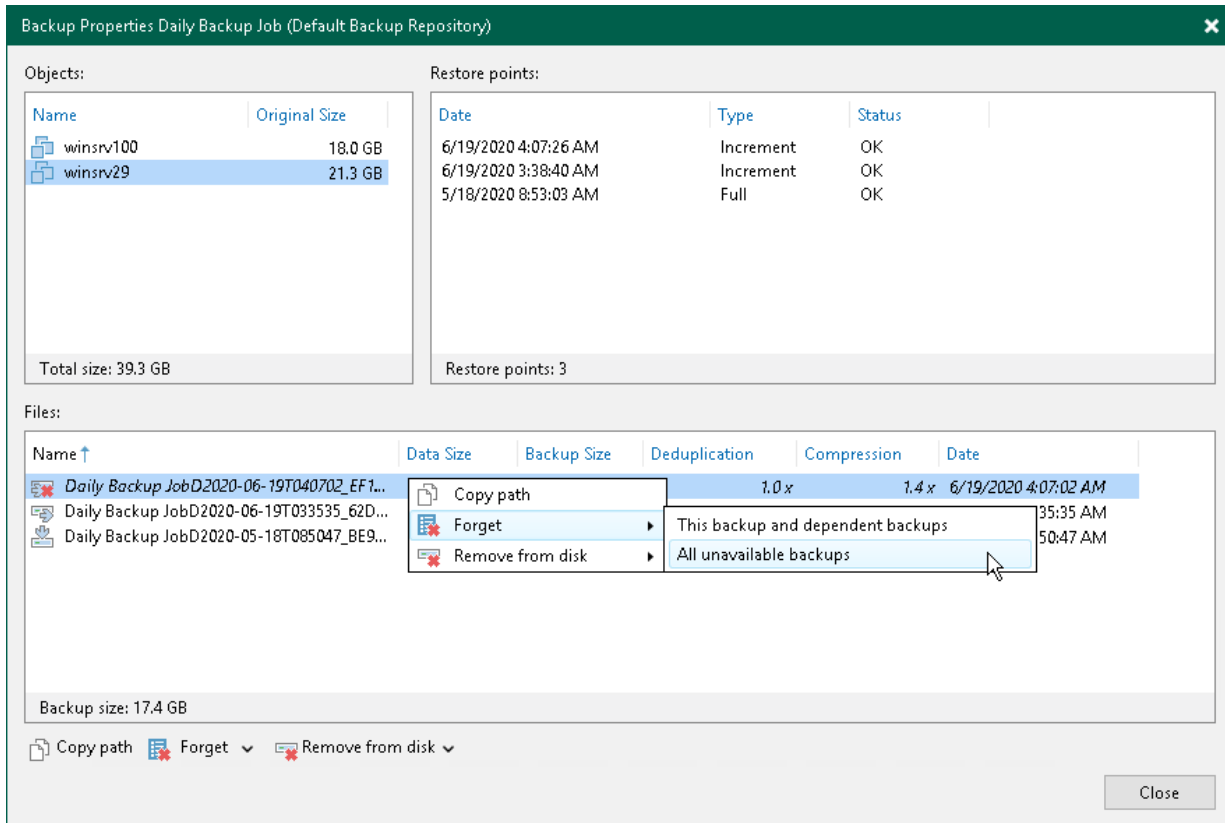 Backup Properties Daily Backup Job (Default Backup Repository)
Objects:
Name Original Size
winsrv100 18.0 GB
winsrv29 21.3 GB
Total size: 39.3 GB
Restore points:
Date Type Status
6/19/2020 4:07:26 AM Increment OK
6/19/2020 3:38:40 AM Increment OK
5/18/2020 8:53:03 AM Full OK
Restore points: 3
Files:
Name Data Size Backup Size Deduplication Compression Date
Daily Backup JobD2020-06-19T040702_EF1... 1.0 x 1.4 x 6/19/2020 4:07:02 AM
Daily Backup JobD2020-06-19T033535_62D... 35:35 AM
Daily Backup JobD2020-05-18T085047_BE9... 50:47 AM
Copy path
Forget
Remove from disk
This backup and dependent backups
All unavailable backups
Backup size: 17.4 GB
Copy path Forget Remove from disk
Close